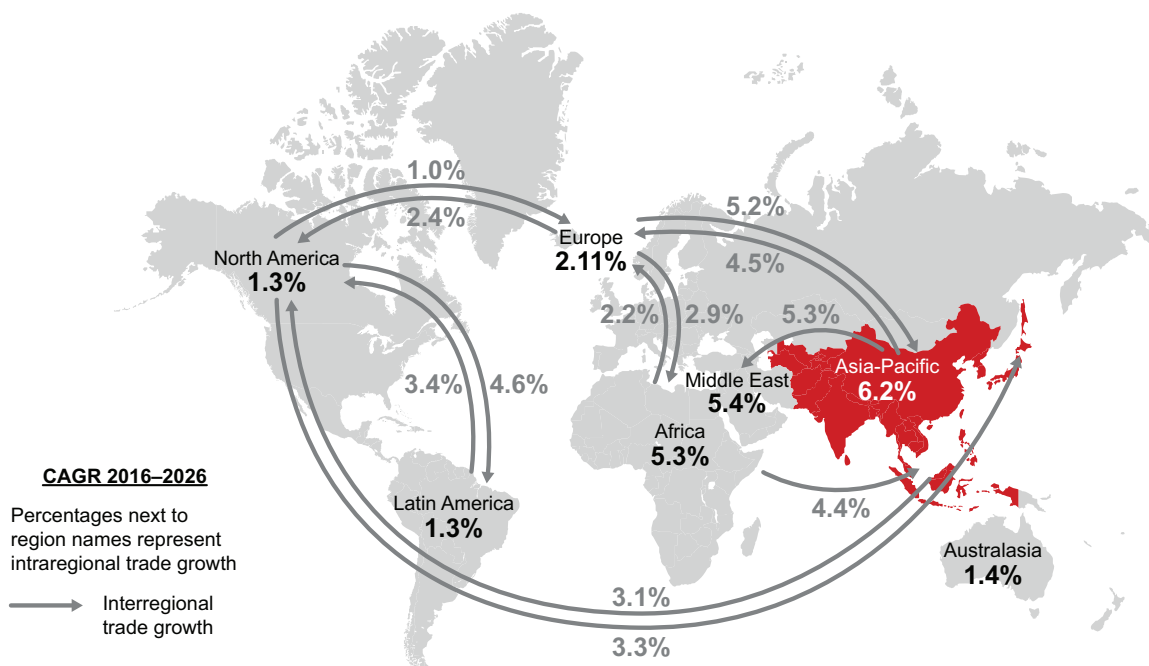 1.0%
2.4%
5.2%
4.5%
Europe
2.11%
North America
1.3%
2.2%
2.9%
5.3%
3.4%
4.6%
Middle East
5.4%
Asia-Pacific
6.2%
Africa
5.3%
4.4%
Latin America
1.3%
Australasia
1.4%
3.1%
3.3%
CAGR 2016–2026
Percentages next to
region names represent
intraregional trade growth
Interregional
trade growth